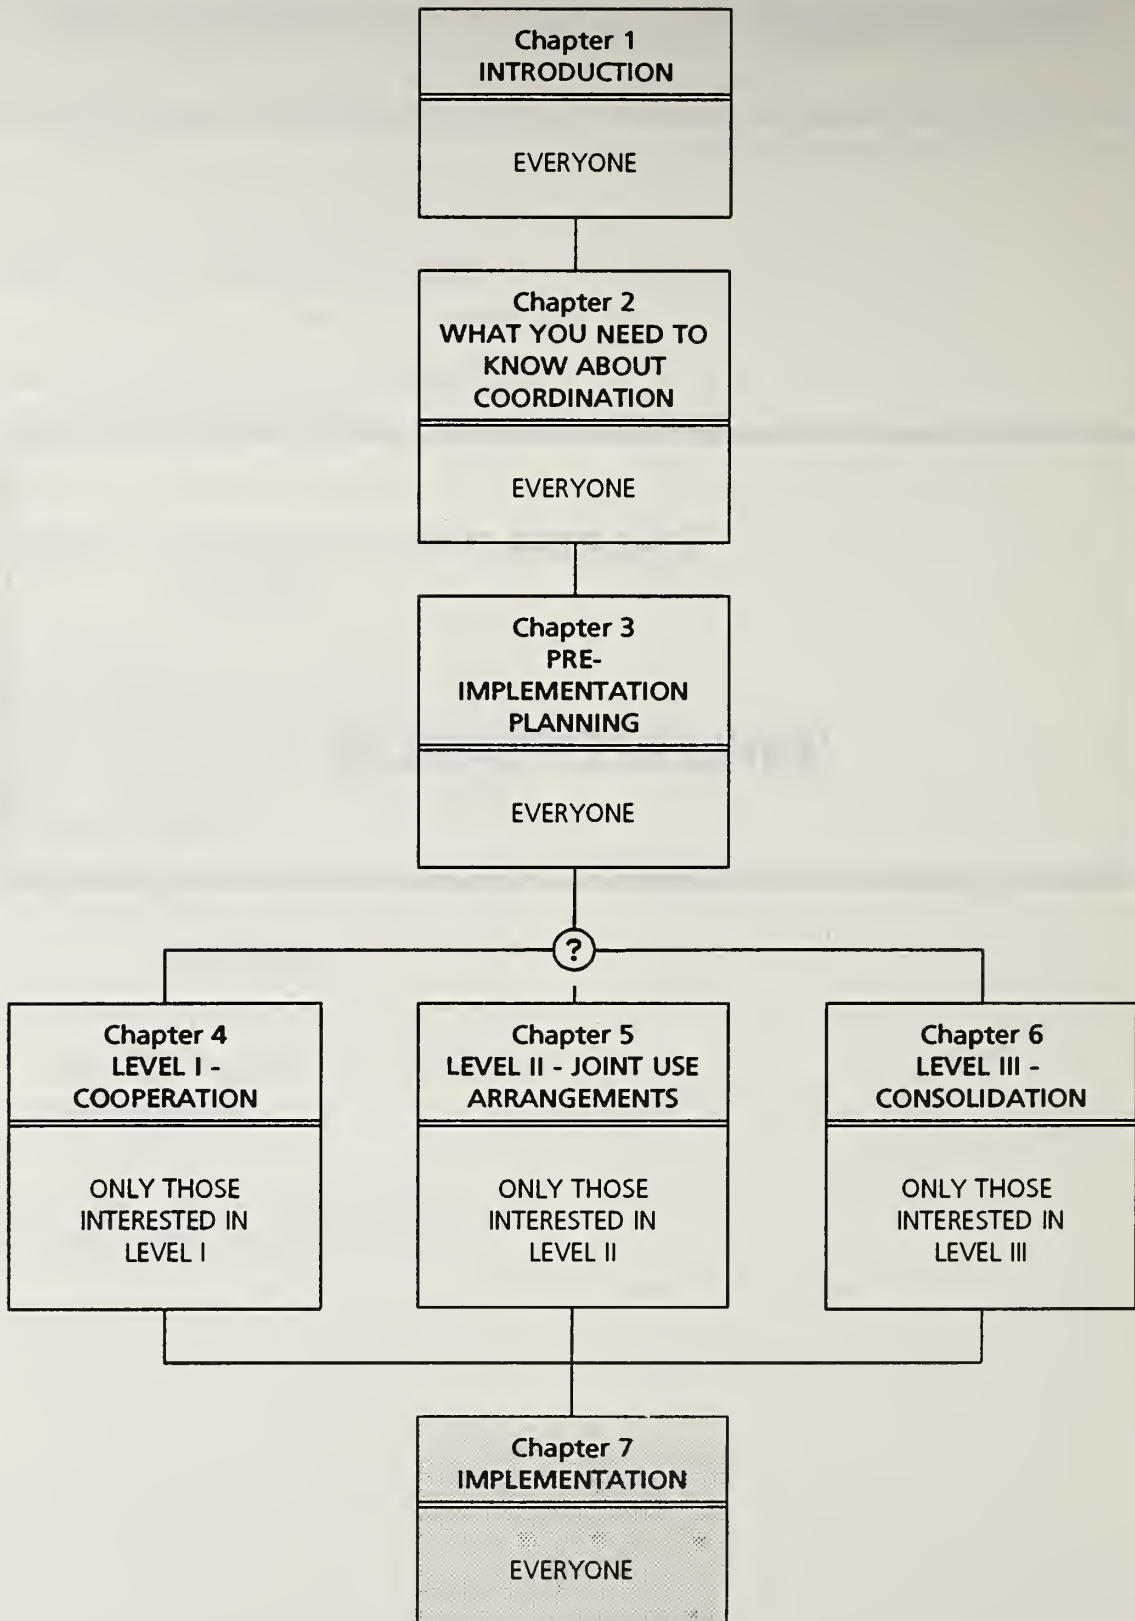 Chapter 1
INTRODUCTION
EVERYONE
Chapter 2
WHAT YOU NEED TO
KNOW ABOUT
COORDINATION
EVERYONE
Chapter 3
PRE-
IMPLEMENTATION
PLANNING
EVERYONE
?
Chapter 4
LEVEL I -
COOPERATION
ONLY THOSE
INTERESTED IN
LEVEL I
Chapter 5
LEVEL II - JOINT USE
ARRANGEMENTS
ONLY THOSE
INTERESTED IN
LEVEL II
Chapter 6
LEVEL III -
CONSOLIDATION
ONLY THOSE
INTERESTED IN
LEVEL III
Chapter 7
IMPLEMENTATION
EVERYONE